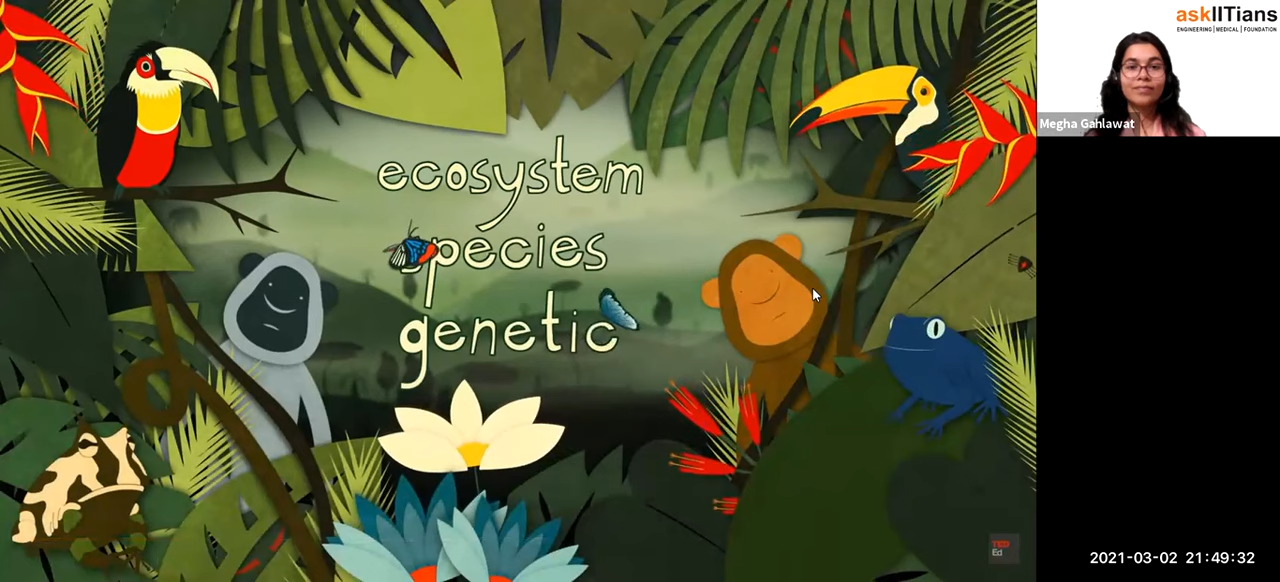 ecosystem
species
genetic
TED
Ed
askIITians
ENGINEERING | MEDICAL | FOUNDATION
Megha Gahlawat
2021-03-02 21:49:32